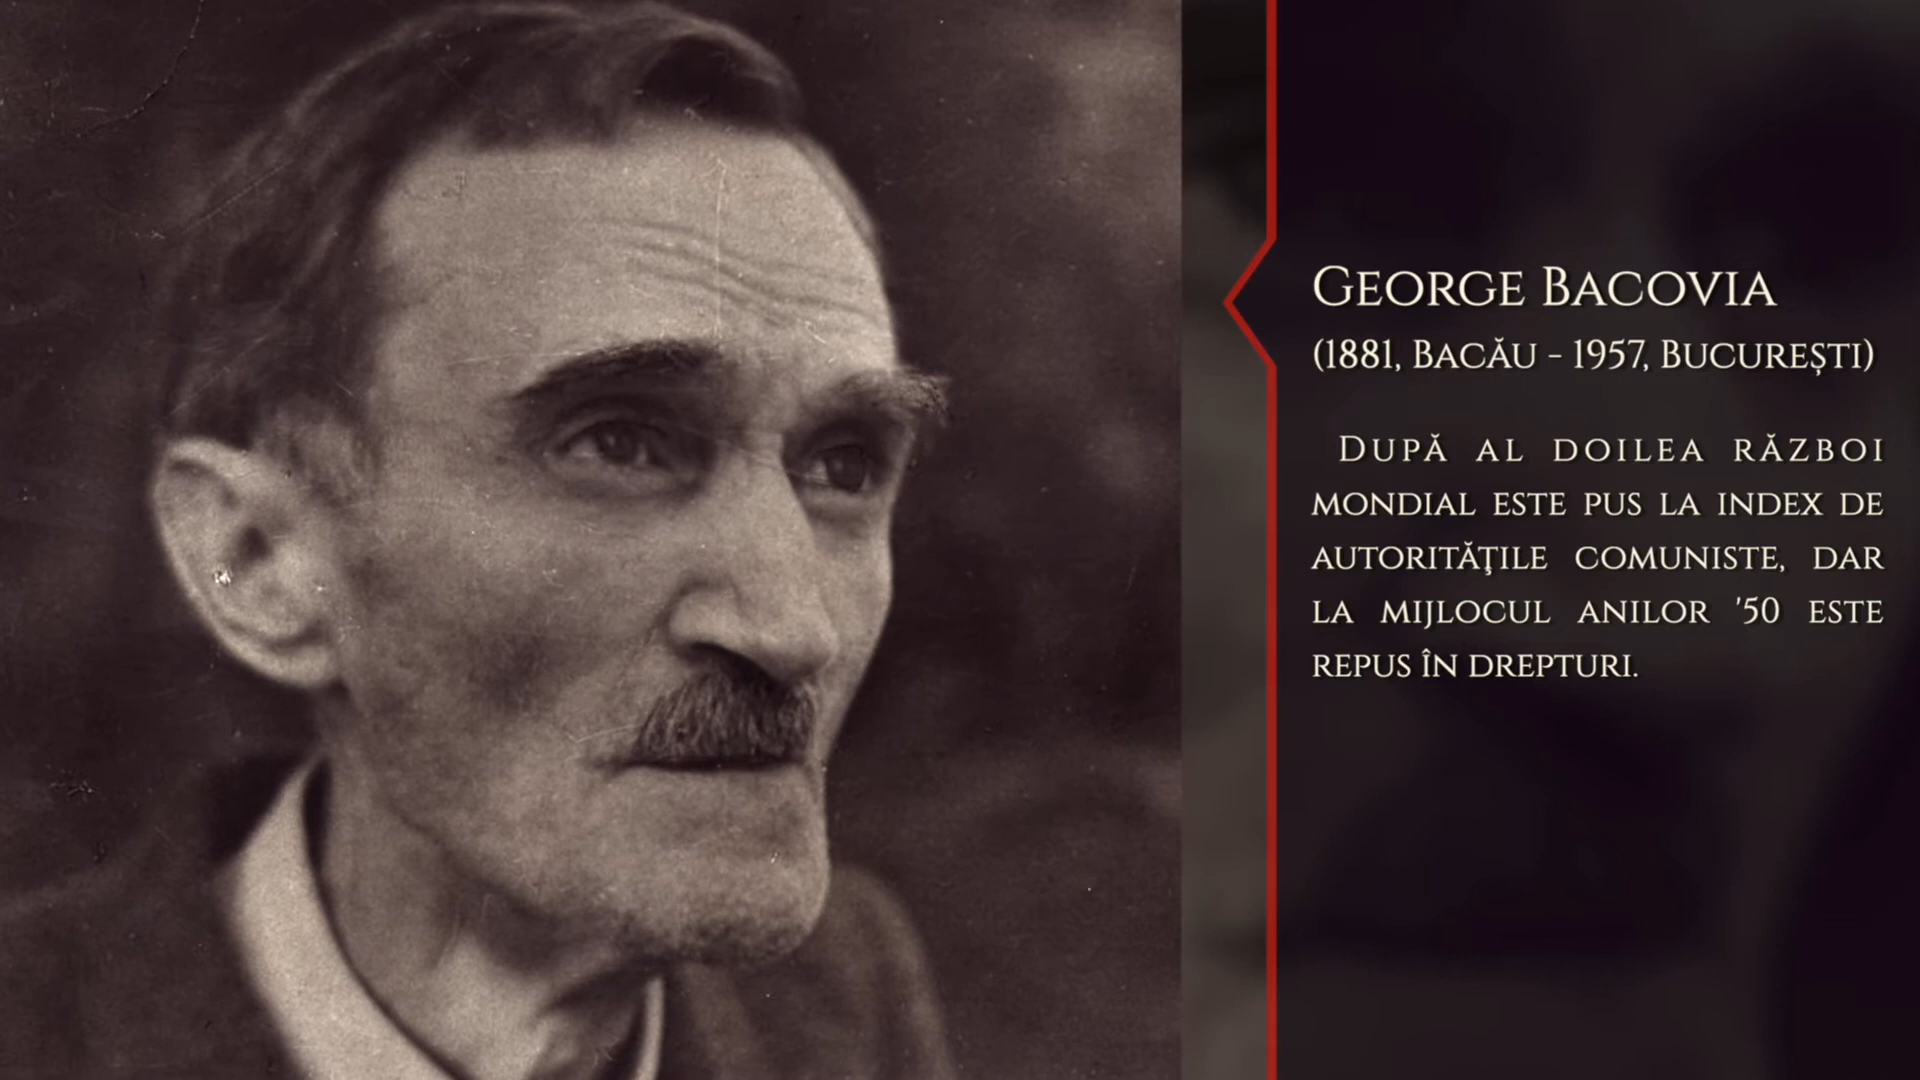 George Bacovia
(1881, Bacău - 1957, București)
După al doilea război
mondial este pus la index de
autorităţile comuniste, dar
la mijlocul anilor '50 este
repus în drepturi.